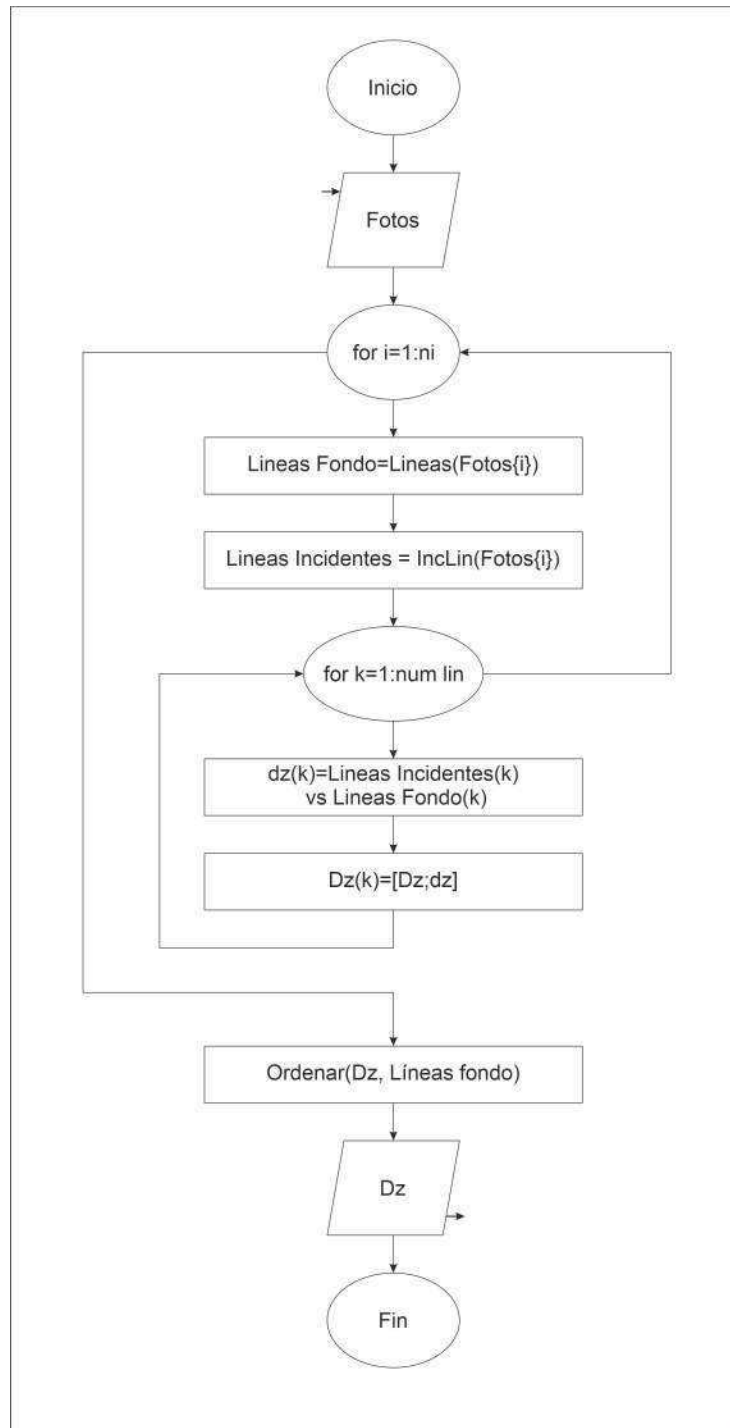 Inicio
Fotos
for i=1:ni
Lineas Fondo=Lineas(Fotos{i})
Lineas Incidentes = IncLin(Fotos{i})
for k=1:num lin
dz(k)=Lineas Incidentes(k)
vs Lineas Fondo(k)
Dz(k)=[Dz;dz]
Ordenar(Dz, Líneas fondo)
Dz
Fin